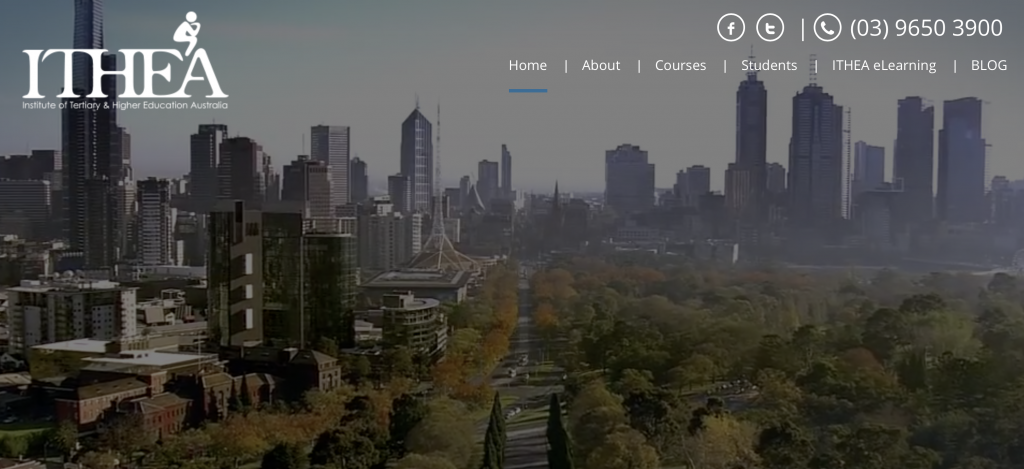 ITHEA
Institute of Tertiary & Higher Education Australia
| (03) 9650 3900
Home | About | Courses | Students | ITHEA eLearning | BLOG